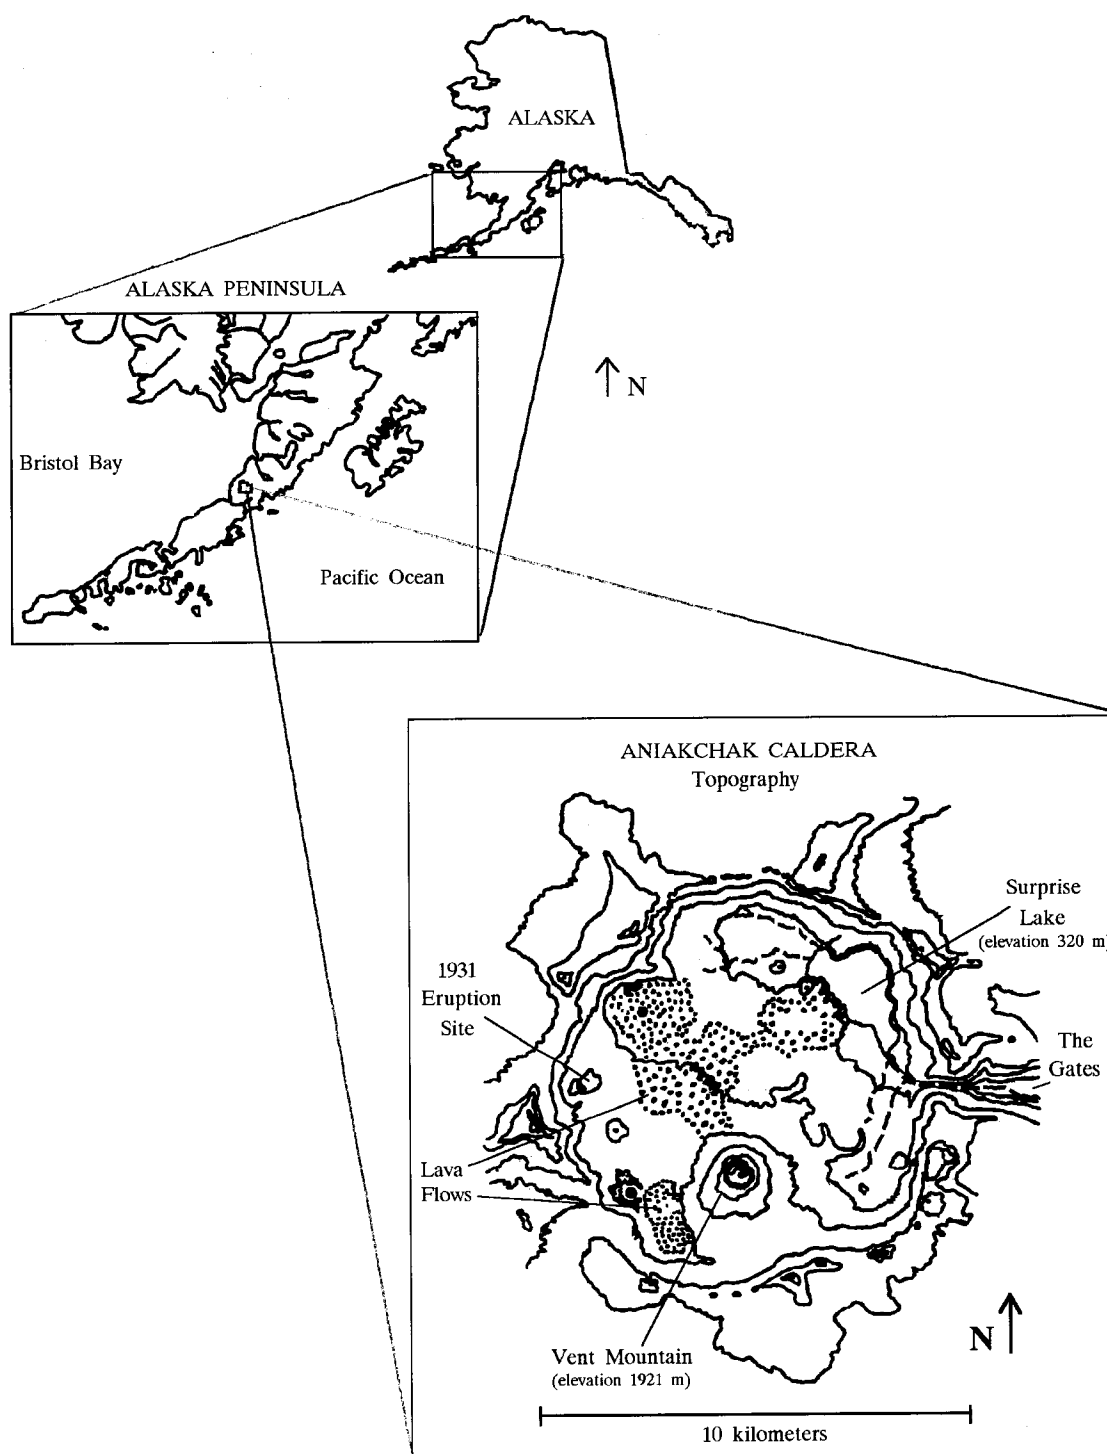 ALASKA
ALASKA PENINSULA
N
Bristol Bay
Pacific Ocean
ANIAKCHAK CALDERA
Topography
Surprise
Lake
(elevation 320 m)
1931
Eruption
Site
The
Gates
Lava
Flows
N
Vent Mountain
(elevation 1921 m)
10 kilometers